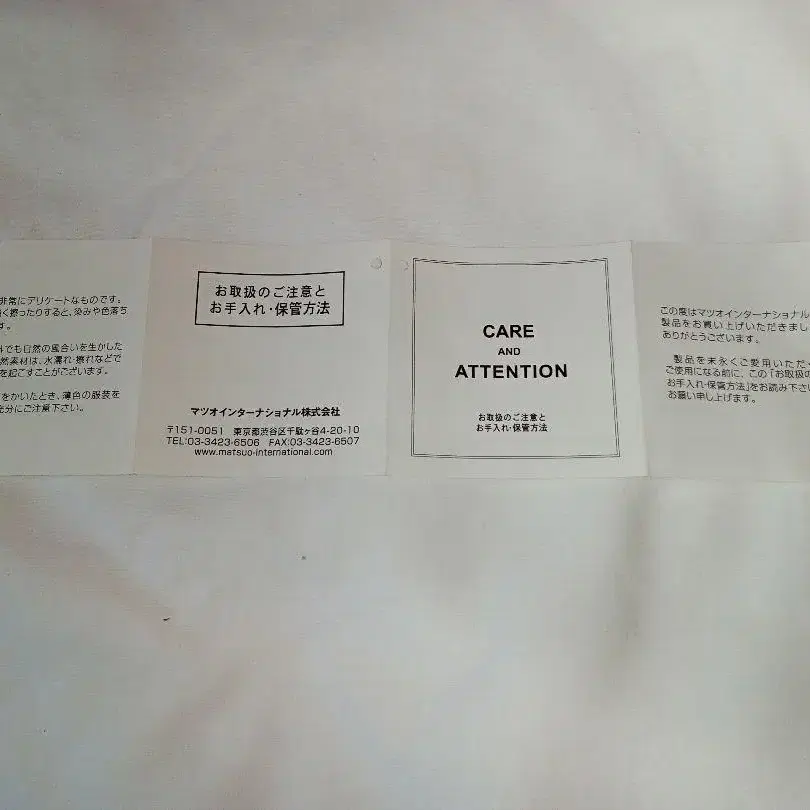 非常にデリケートなものです。
く擦ったりすると、染みや色落ち
す。
外でも自然の風合いを生かした
然素材は、水濡れ・擦れなどで
を起こすことがございます。
をかいたとき、薄色の服装を
充分にご注意下さい。
お取扱のご注意と
お手入れ・保管方法
マツオインターナショナル株式会社
〒151-0051 東京都渋谷区千駄ヶ谷4-20-10
TEL:03-3423-6506 FAX:03-3423-6507
www.matsuo-international.com
CARE
AND
ATTENTION
お取扱のご注意と
お手入れ・保管方法
この度はマツオインターナショナル
製品をお買い上げいただきまし
ありがとうございます。
製品を末永くご愛用いただ
ご使用になる前に、この「お取扱の
お手入れ・保管方法」をお読み下さい
お願い申し上げます。